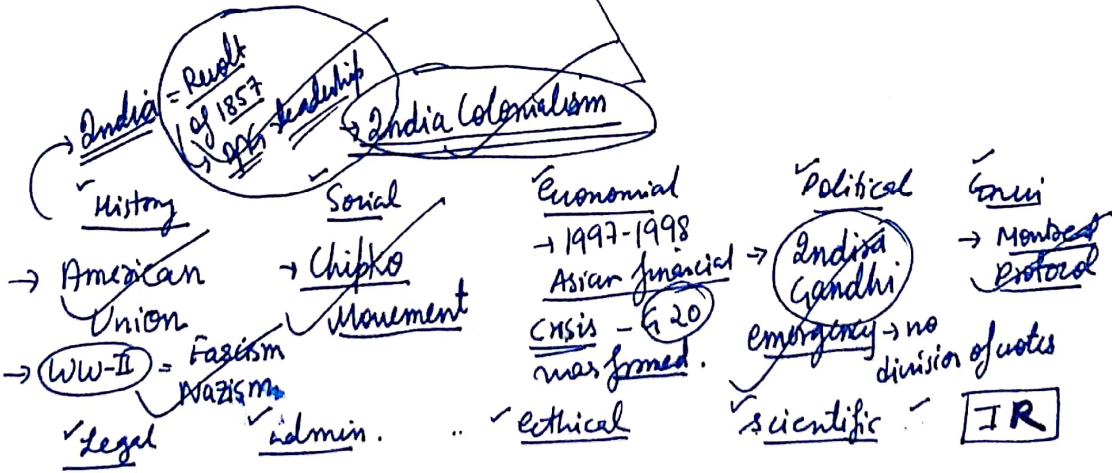 India = Revolt
of 1857
→ leadership
→ India Colonialism
✓ History
✓ Social
✓ Economial
✓ Political
✓ Envi
→ American
Union
→ Chipko
Movement
→ 1997-1998
Asian financial
crisis - G 20
was formed.
→ Indira
Gandhi
emergency → no
division of votes
→ Montreal
Protocol
→ WW-II = Fascism
Nazism
✓ Legal
✓ admin.
✓ ethical
✓ scientific
✓ IR